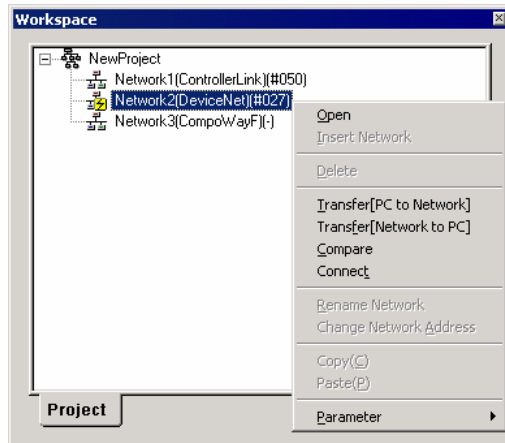 Workspace
NewProject
Network1(ControllerLink)(#050)
Network2(DeviceNet)(#027)
Network3(CompoWayF)(-)
Open
Insert Network
Delete
Transfer[PC to Network]
Transfer[Network to PC]
Compare
Connect
Rename Network
Change Network Address
Copy(C)
Paste(P)
Parameter
Project